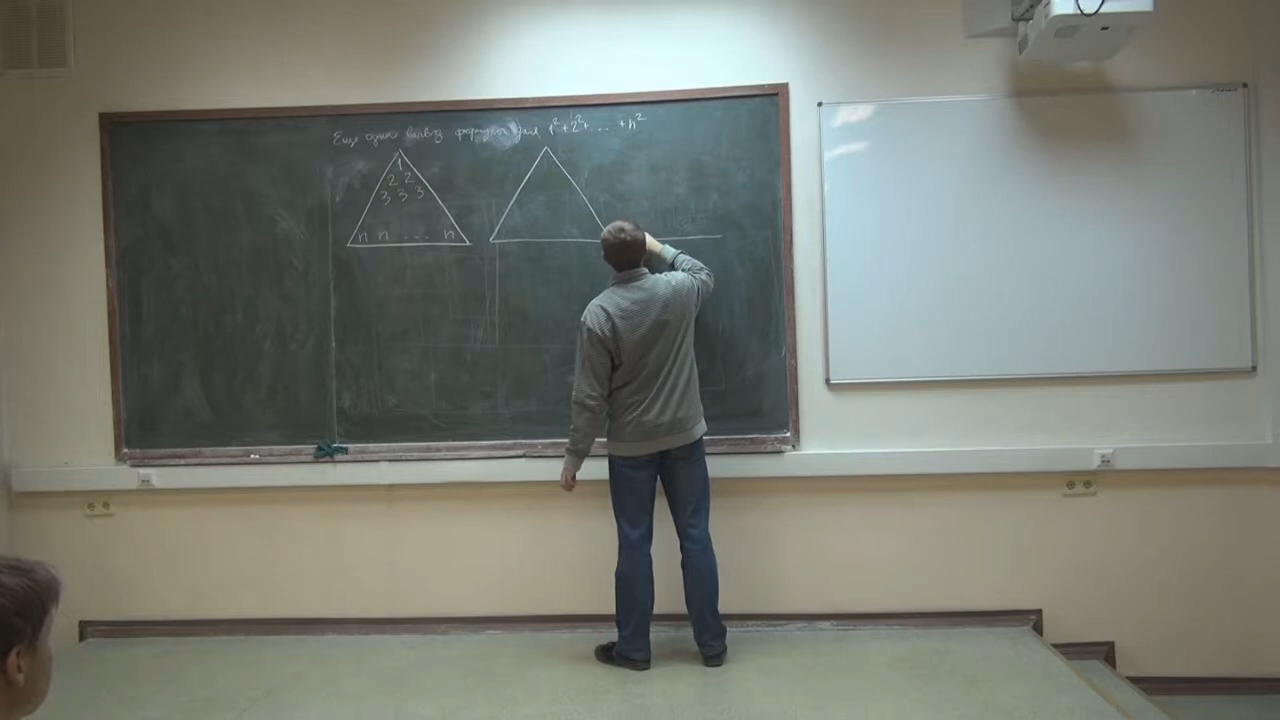 Еще один вывод формулы для 1²+2²+ ... +n²
1
2 2
3 3 3
n n ... n